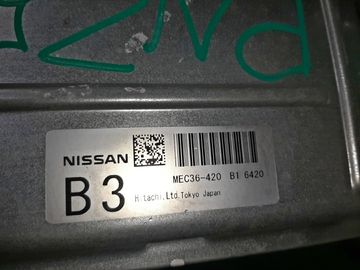 NISSAN
MEC36-420 B1 6420
B3
Hitachi,Ltd.Tokyo Japan